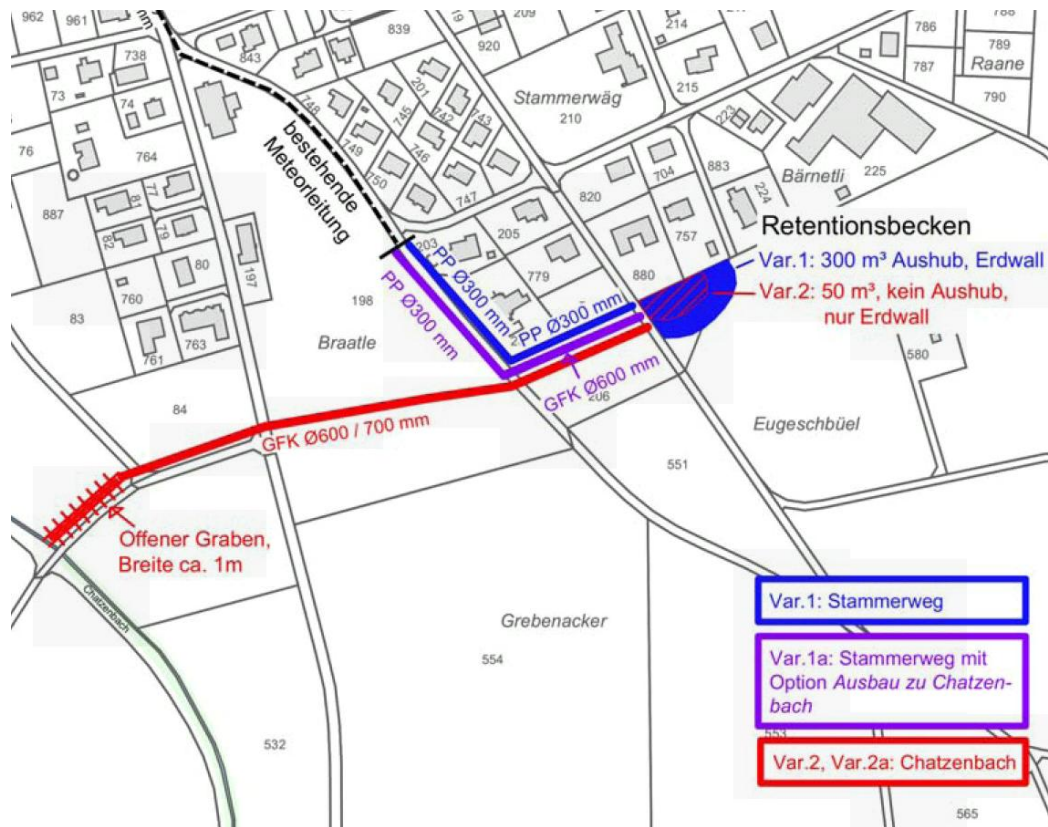 962
961
839
209
920
214
786
788
789
Raane
787
790
738
843
73
74
201
742
743
745
748
749
746
750
747
Stammerwäg
210
215
223
76
764
77
887
81
82
79
80
197
883
704
820
Bärnetli
225
224
bestehende
Meteorleitung
203
205
779
757
880
Retentionsbecken
Var.1: 300 m³ Aushub, Erdwall
Var.2: 50 m³, kein Aushub,
nur Erdwall
83
760
761
763
198
Braatle
PP Ø300 mm
PP Ø300 mm
PP Ø300 mm
GFK Ø600 mm
206
580
Eugeschbüel
84
GFK Ø600 / 700 mm
551
Offener Graben,
Breite ca. 1m
Chatzenbach
Grebenacker
554
532
Var.1: Stammerweg
Var.1a: Stammerweg mit
Option Ausbau zu Chatzen-
bach
553
Var.2, Var.2a: Chatzenbach
565